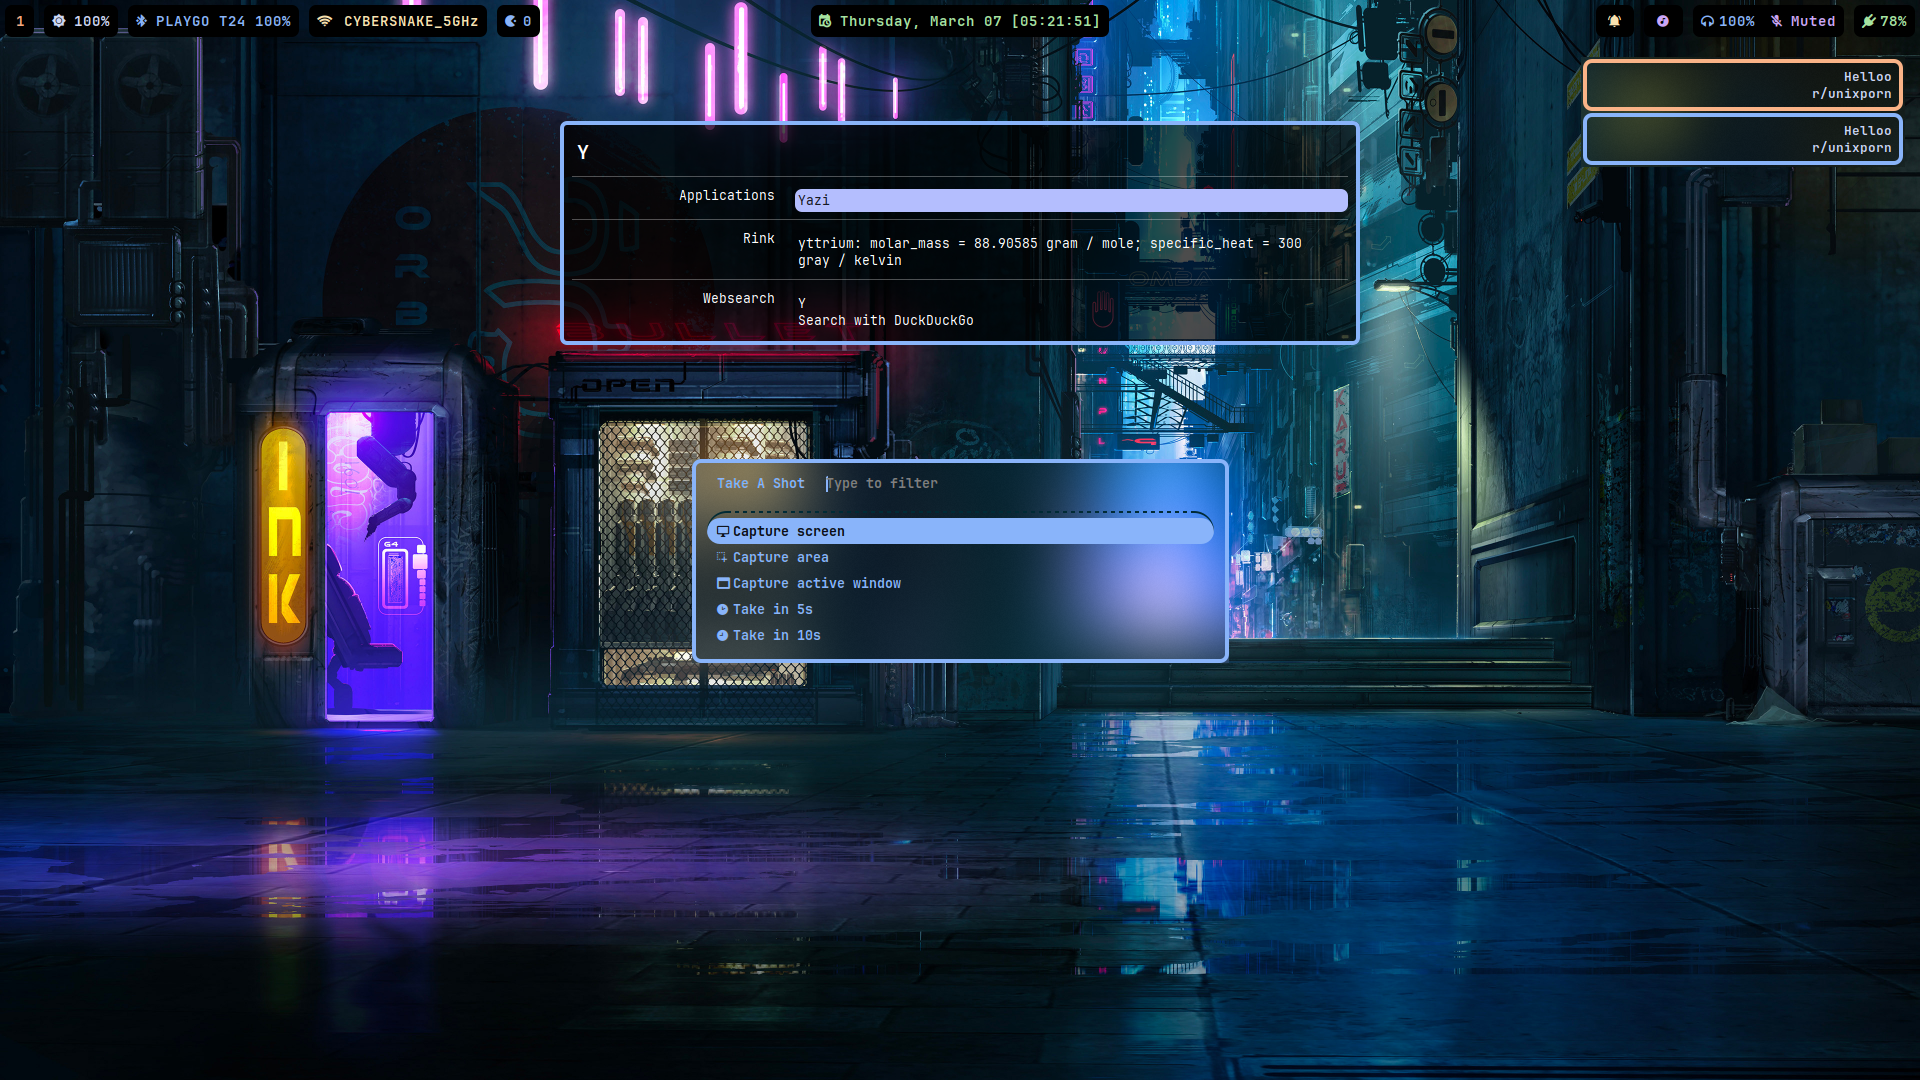 1
100%
PLAYGO T24 100%
CYBERSNAKE_5GHz
0
Thursday, March 07 [05:21:51]
100%
Muted
78%
Helloo
r/unixporn
Helloo
r/unixporn
Y
Applications
Yazi
Rink
yttrium: molar_mass = 88.90585 gram / mole; specific_heat = 300
gray / kelvin
Websearch
Y
Search with DuckDuckGo
ORB
OPEN
INK
G4
Take A Shot
Type to filter
Capture screen
Capture area
Capture active window
Take in 5s
Take in 10s